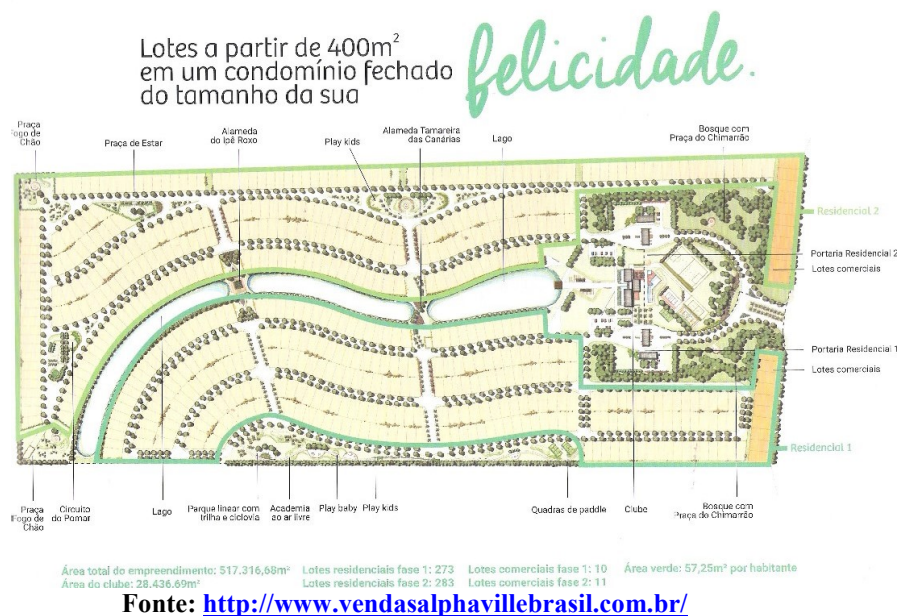 Lotes a partir de 400m²
em um condomínio fechado
do tamanho da sua
felicidade.
Praça
Fogo de
Chão
Praça de Estar
Alameda
do Ipê Roxo
Play kids
Alameda Tamareira
das Canárias
Lago
Bosque com
Praça do Chimarrão
Residencial 2
Portaria Residencial 2
Lotes comerciais
Portaria Residencial 1
Lotes comerciais
Residencial 1
Praça
Fogo de
Chão
Circuito
do Pomar
Lago
Parque linear com
trilha e ciclovia
Academia
ao ar livre
Play baby
Play kids
Quadras de paddle
Clube
Bosque com
Praça do Chimarrão
Área total do empreendimento: 517.316,68m²
Lotes residenciais fase 1: 273
Lotes comerciais fase 1: 10
Área verde: 57,25m² por habitante
Área do clube: 28.436,69m²
Lotes residenciais fase 2: 283
Lotes comerciais fase 2: 11
Fonte: http://www.vendasalphavillebrasil.com.br/